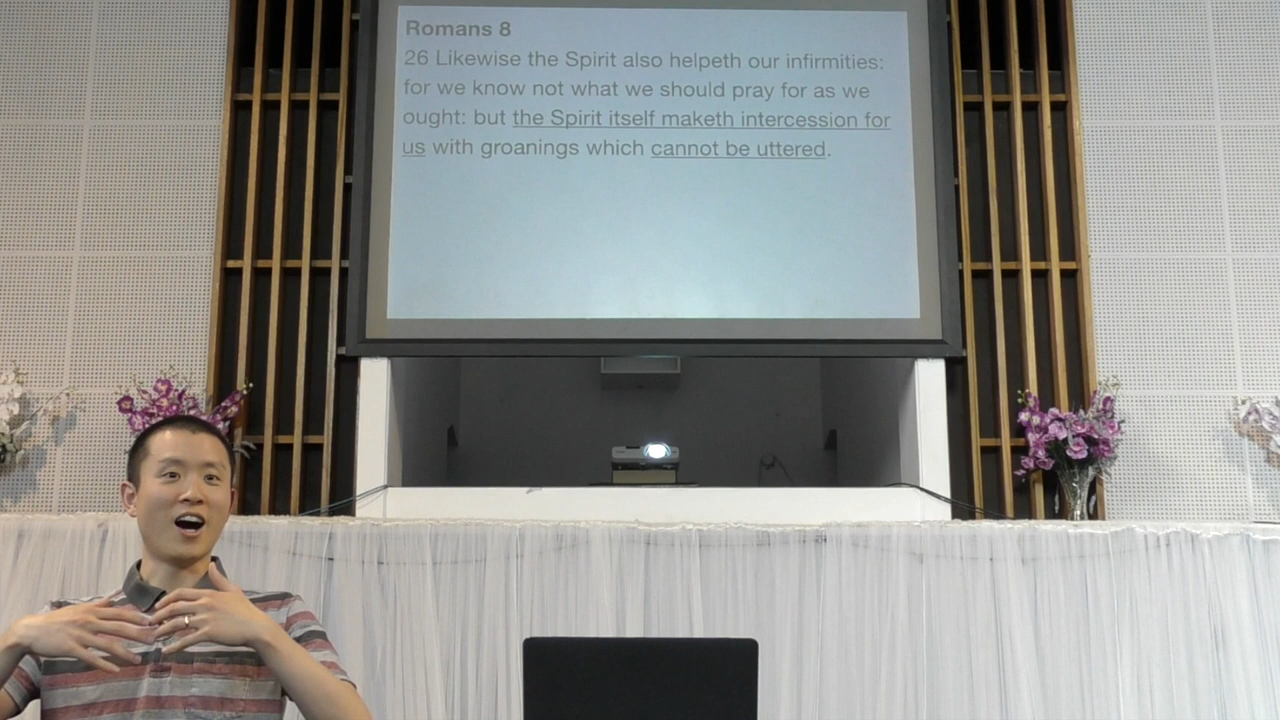 Romans 8
26 Likewise the Spirit also helpeth our infirmities:
for we know not what we should pray for as we
ought: but the Spirit itself maketh intercession for
us with groanings which cannot be uttered.